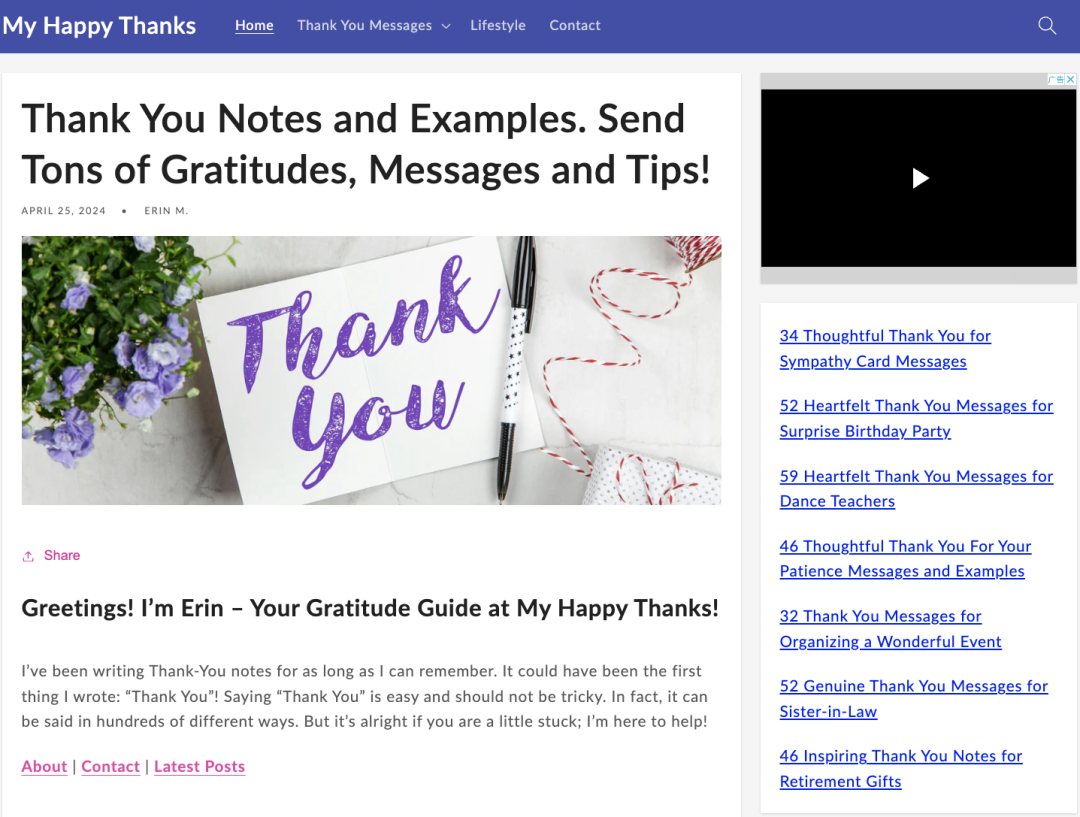 My Happy Thanks
Home
Thank You Messages
Lifestyle
Contact
广告
Thank You Notes and Examples. Send
Tons of Gratitudes, Messages and Tips!
APRIL 25, 2024 • ERIN M.
Thank
You
Share
Greetings! I’m Erin – Your Gratitude Guide at My Happy Thanks!
I’ve been writing Thank-You notes for as long as I can remember. It could have been the first
thing I wrote: “Thank You”! Saying “Thank You” is easy and should not be tricky. In fact, it can
be said in hundreds of different ways. But it’s alright if you are a little stuck; I’m here to help!
About | Contact | Latest Posts
34 Thoughtful Thank You for
Sympathy Card Messages
52 Heartfelt Thank You Messages for
Surprise Birthday Party
59 Heartfelt Thank You Messages for
Dance Teachers
46 Thoughtful Thank You For Your
Patience Messages and Examples
32 Thank You Messages for
Organizing a Wonderful Event
52 Genuine Thank You Messages for
Sister-in-Law
46 Inspiring Thank You Notes for
Retirement Gifts